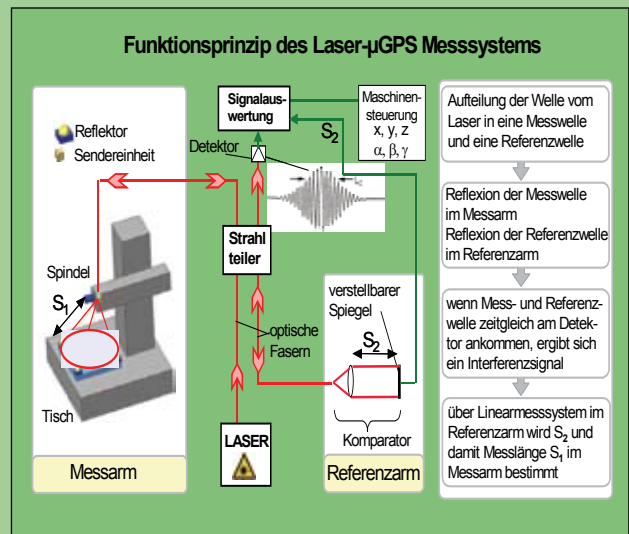 Funktionsprinzip des Laser-µGPS Messsystems
Reflektor
Sendereinheit
Spindel
S1
Tisch
Messarm
Signalaus-
wertung
Detektor
Maschinen-
steuerung
x, y, z
α, β, γ
S2
lc
Strahl
teiler
optische
Fasern
LASER
verstellbarer
Spiegel
S2
Komparator
Referenzarm
Aufteilung der Welle vom
Laser in eine Messwelle
und eine Referenzwelle
Reflexion der Messwelle
im Messarm
Reflexion der Referenzwelle
im Referenzarm
wenn Mess- und Referenz-
welle zeitgleich am Detek-
tor ankommen, ergibt sich
ein Interferenzsignal
über Linearmesssystem im
Referenzarm wird S2 und
damit Messlänge S1 im
Messarm bestimmt